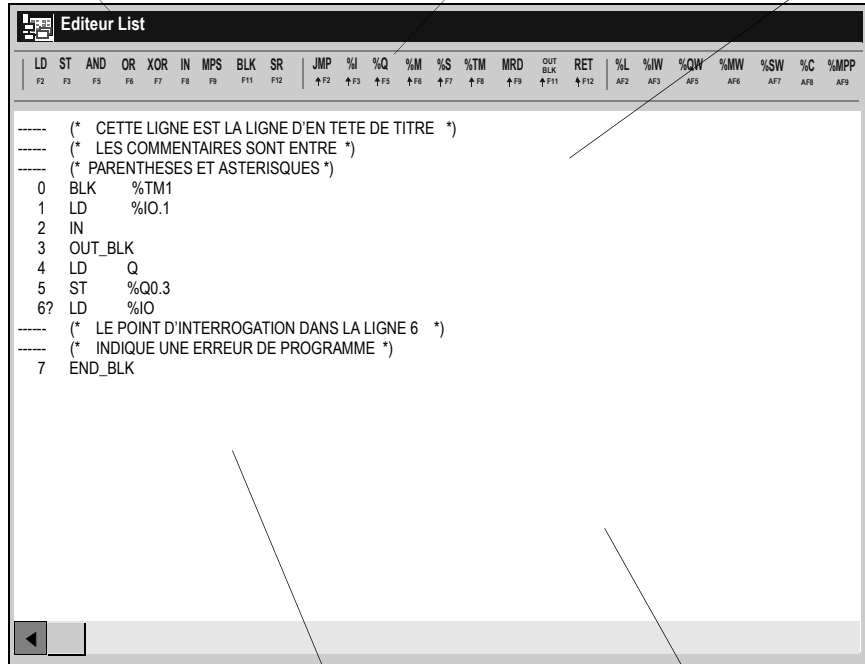 Editeur List
LD ST AND OR XOR IN MPS BLK SR JMP %I %Q %M %S %TM MRD OUT BLK RET %L %IW %QW %MW %SW %C %MPP
F2 F3 F5 F6 F7 F8 F9 F11 F12 F2 F3 F5 F6 F7 F8 F9 F11 F12 AF2 AF3 AF5 AF6 AF7 AF8 AF9
------ (* CETTE LIGNE EST LA LIGNE D'EN TETE DE TITRE *)
------ (* LES COMMENTAIRES SONT ENTRE *)
------ (* PARENTHESES ET ASTERISQUES *)
0 BLK %TM1
1 LD %IO.1
2 IN
3 OUT_BLK
4 LD Q
5 ST %Q0.3
6? LD %IO
------ (* LE POINT D'INTERROGATION DANS LA LIGNE 6 *)
------ (* INDIQUE UNE ERREUR DE PROGRAMME *)
7 END_BLK